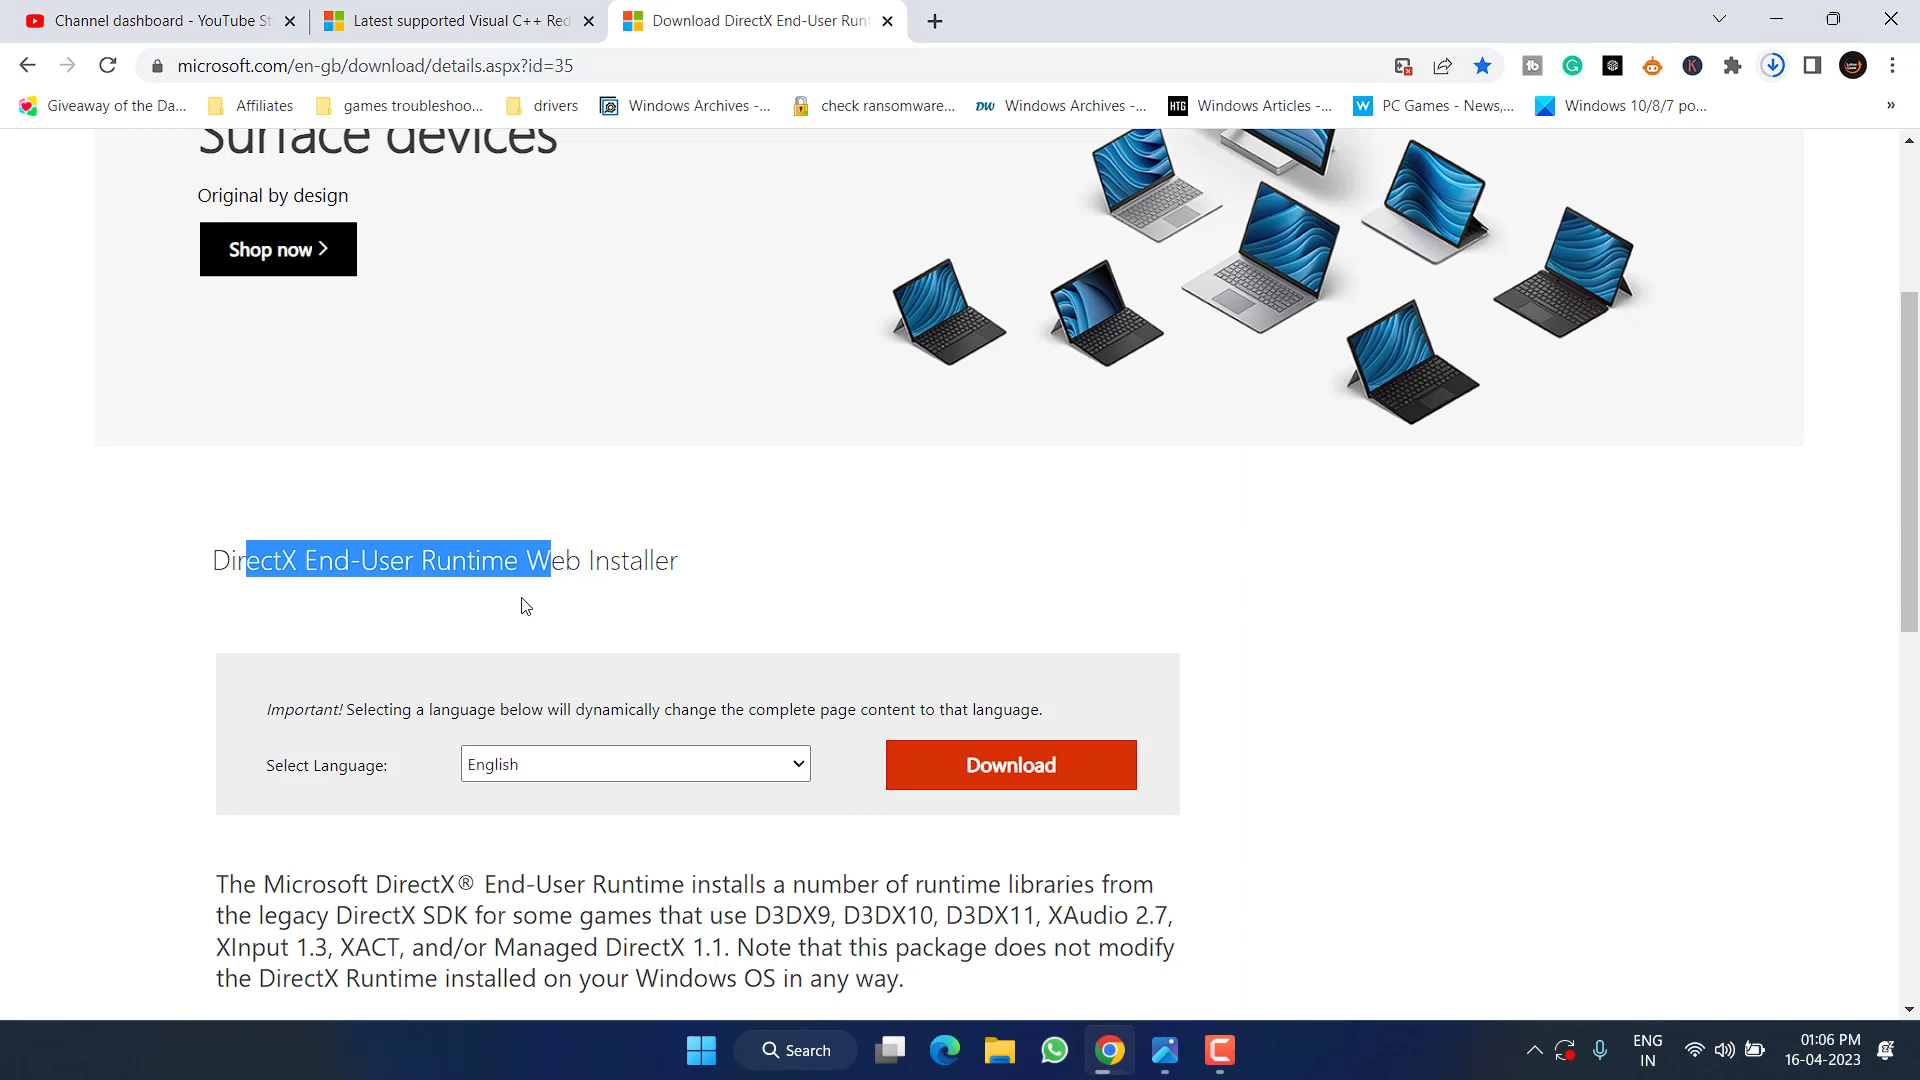 Channel dashboard - YouTube St
Latest supported Visual C++ Red
Download DirectX End-User Runt
microsoft.com/en-gb/download/details.aspx?id=35
Giveaway of the Da...
Affiliates
games troubleshoo...
drivers
Windows Archives -...
check ransomware...
DW
Windows Archives -...
HTG
Windows Articles -...
W
PC Games - News,...
Windows 10/8/7 po...
»
Surface devices
Original by design
Shop now >
DirectX End-User Runtime Web Installer
Important! Selecting a language below will dynamically change the complete page content to that language.
Select Language:
English
Download
The Microsoft DirectX® End-User Runtime installs a number of runtime libraries from
the legacy DirectX SDK for some games that use D3DX9, D3DX10, D3DX11, XAudio 2.7,
XInput 1.3, XACT, and/or Managed DirectX 1.1. Note that this package does not modify
the DirectX Runtime installed on your Windows OS in any way.
Search
ENG
IN
01:06 PM
16-04-2023